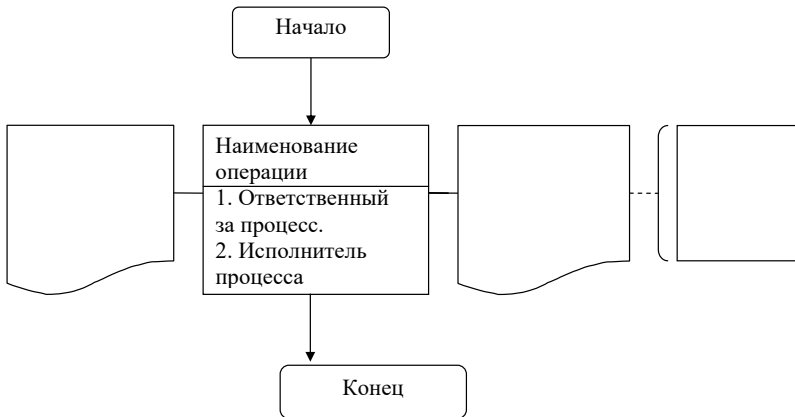 Начало
Наименование
операции
1. Ответственный
за процесс.
2. Исполнитель
процесса
Конец